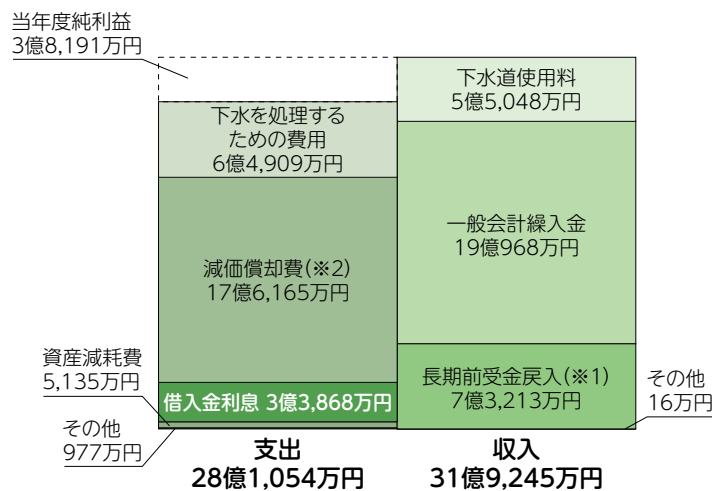 当年度純利益
3億8,191万円
下水を処理する
ための費用
6億4,909万円
減価償却費(※2)
17億6,165万円
資産減耗費
5,135万円
借入金利息 3億3,868万円
その他
977万円
支出
28億1,054万円
下水道使用料
5億5,048万円
一般会計繰入金
19億968万円
長期前受金戻入(※1)
7億3,213万円
その他
16万円
収入
31億9,245万円